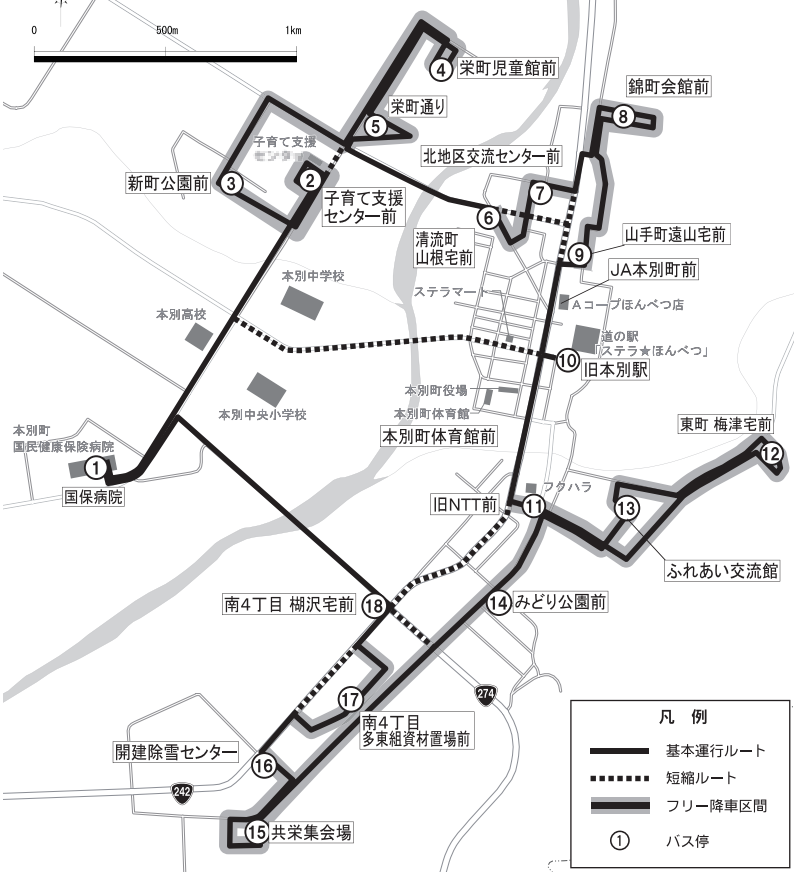 0 500m 1km
④ 栄町児童館前
錦町会館前
⑧
栄町通り
⑤
子育て支援
センター
北地区交流センター前
新町公園前
③
②
子育て支援
センター前
⑦
⑥
清流町
山根宅前
山手町遠山宅前
⑨
JA本別町前
本別中学校
ステラマート
Aコープほんべつ店
本別高校
道の駅
「ステラ★ほんべつ」
⑩
旧本別駅
本別町役場
本別中央小学校
本別町体育館
本別町体育館前
東町 梅津宅前
本別町
国民健康保険病院
①
国保病院
⑫
フクハラ
旧NTT前
⑪
⑬
ふれあい交流館
南4丁目 楜沢宅前
⑱
⑭ みどり公園前
274
⑰
南4丁目
多東組資材置場前
開建除雪センター
⑯
242
⑮ 共栄集会場
凡 例
基本運行ルート
短縮ルート
フリー降車区間
① バス停